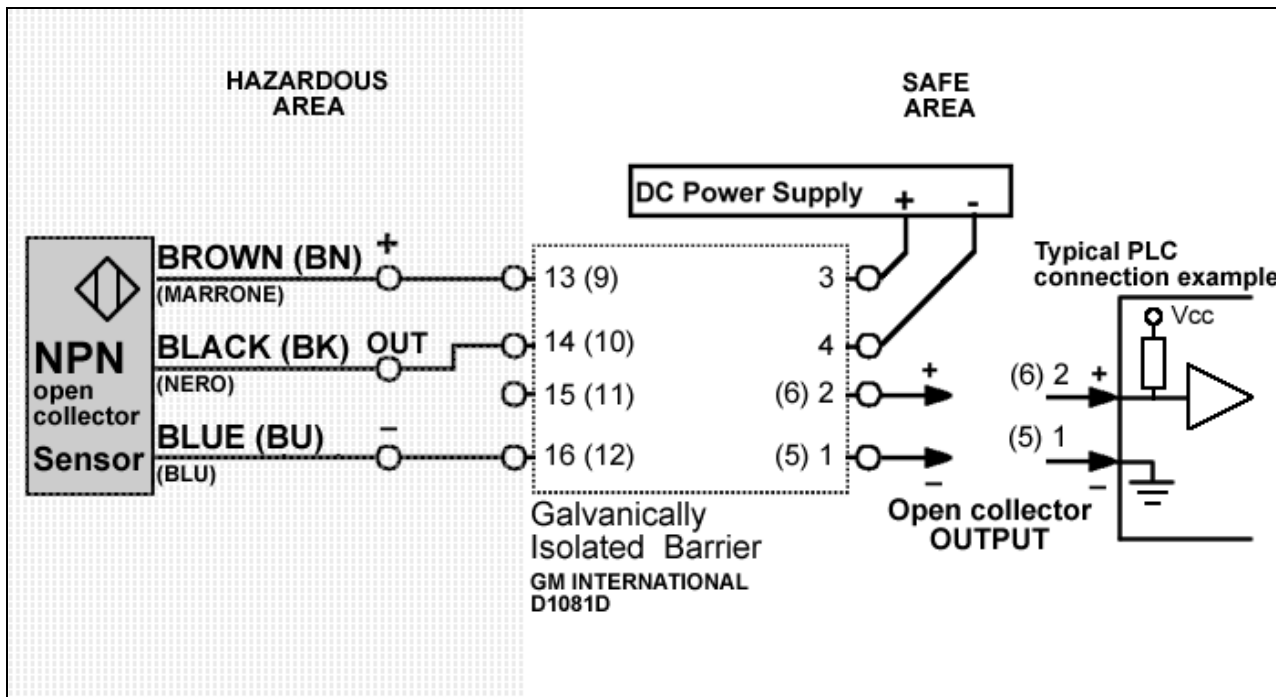 HAZARDOUS
AREA
SAFE
AREA
DC Power Supply + -
BROWN (BN) +
(MARRONE)
BLACK (BK) OUT
(NERO)
BLUE (BU) -
(BLU)
NPN
open
collector
Sensor
13 (9)
14 (10)
15 (11)
16 (12)
3
4
(6) 2 +
(5) 1 -
Galvanically
Isolated Barrier
GM INTERNATIONAL
D1081D
Open collector
OUTPUT
Typical PLC
connection example
Vcc
(6) 2 +
(5) 1 -